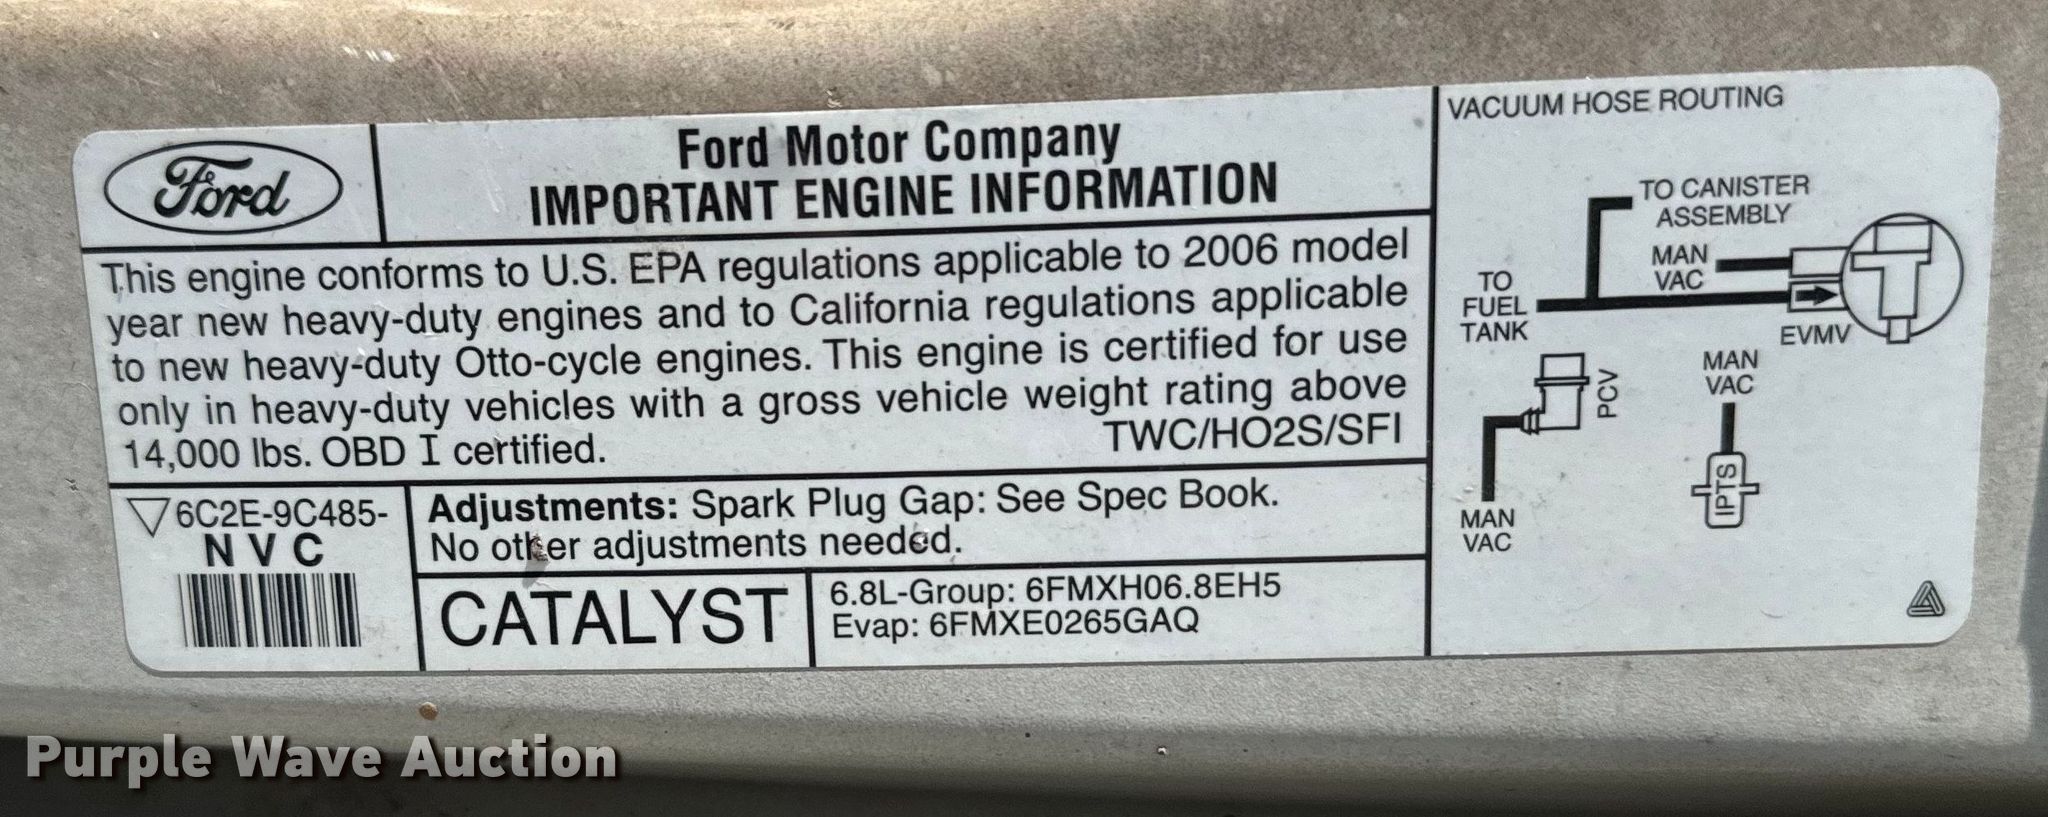 Ford
Ford Motor Company
IMPORTANT ENGINE INFORMATION
This engine conforms to U.S. EPA regulations applicable to 2006 model
year new heavy-duty engines and to California regulations applicable
to new heavy-duty Otto-cycle engines. This engine is certified for use
only in heavy-duty vehicles with a gross vehicle weight rating above
14,000 lbs. OBD I certified.
TWC/HO2S/SFI
6C2E-9C485-
N V C
Adjustments: Spark Plug Gap: See Spec Book.
No other adjustments needed.
CATALYST
6.8L-Group: 6FMXH06.8EH5
Evap: 6FMXE0265GAQ
VACUUM HOSE ROUTING
TO CANISTER
ASSEMBLY
MAN
VAC
TO
FUEL
TANK
EVMV
PCV
MAN
VAC
MAN
VAC
IPTS
Purple Wave Auction